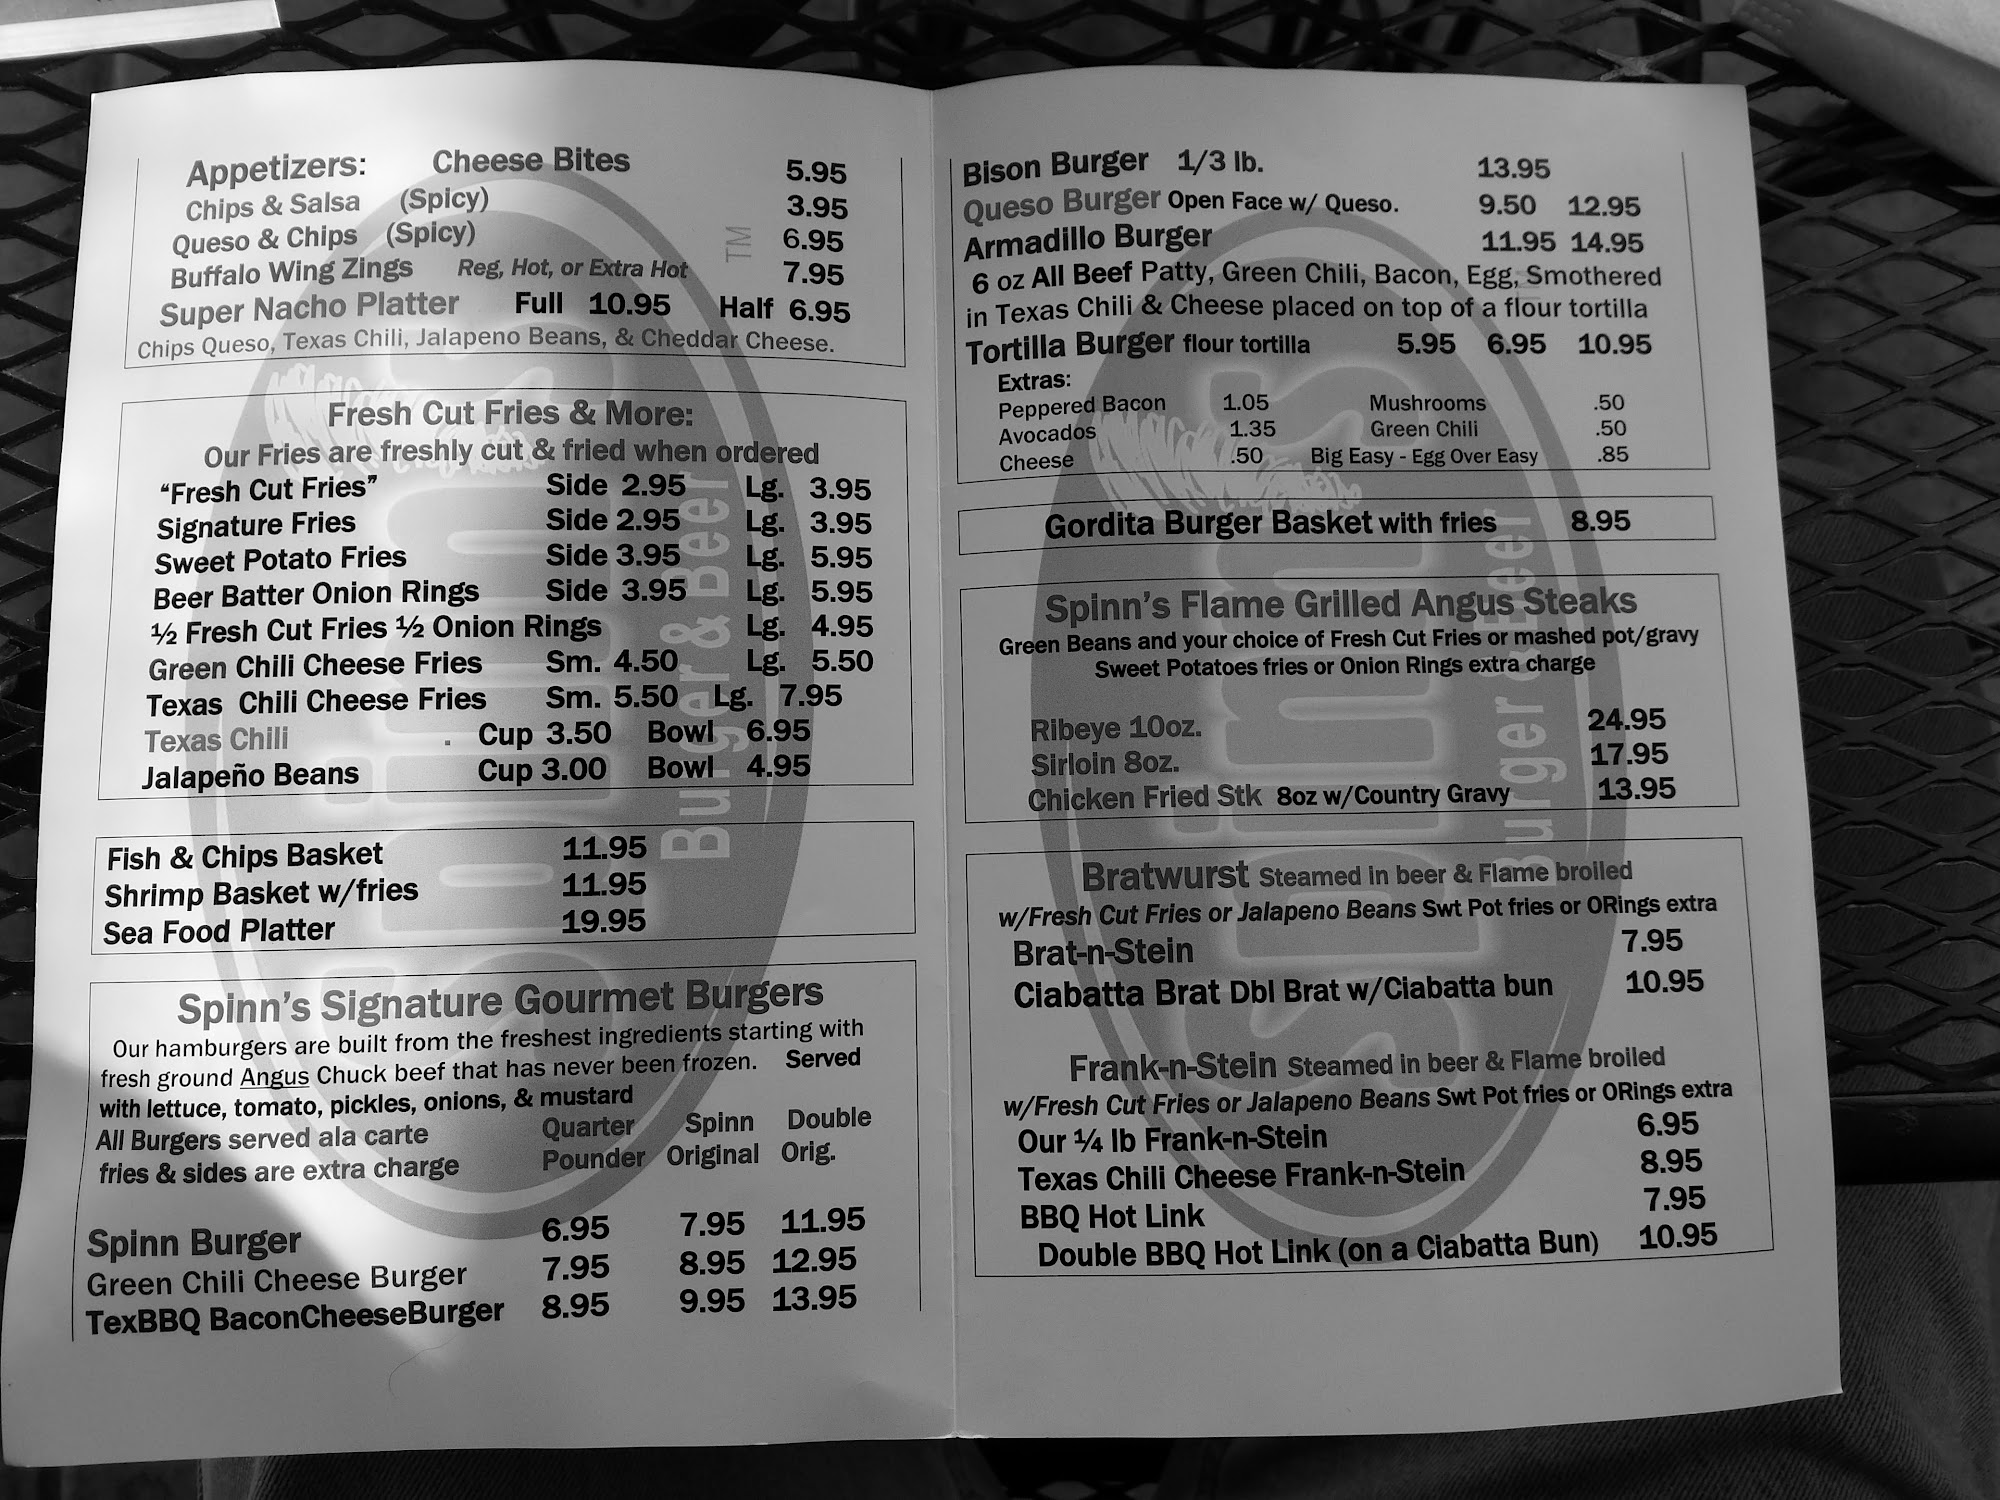 Appetizers: Cheese Bites 5.95
Chips & Salsa (Spicy) 3.95
Queso & Chips (Spicy) 6.95
Buffalo Wing Zings Reg, Hot, or Extra Hot 7.95
Super Nacho Platter Full 10.95 Half 6.95
Chips Queso, Texas Chili, Jalapeno Beans, & Cheddar Cheese.
Fresh Cut Fries & More:
Our Fries are freshly cut & fried when ordered
“Fresh Cut Fries” Side 2.95 Lg. 3.95
Signature Fries Side 2.95 Lg. 3.95
Sweet Potato Fries Side 3.95 Lg. 5.95
Beer Batter Onion Rings Side 3.95 Lg. 5.95
½ Fresh Cut Fries ½ Onion Rings Lg. 4.95
Green Chili Cheese Fries Sm. 4.50 Lg. 5.50
Texas Chili Cheese Fries Sm. 5.50 Lg. 7.95
Texas Chili . Cup 3.50 Bowl 6.95
Jalapeño Beans Cup 3.00 Bowl 4.95
Fish & Chips Basket 11.95
Shrimp Basket w/fries 11.95
Sea Food Platter 19.95
Spinn's Signature Gourmet Burgers
Our hamburgers are built from the freshest ingredients starting with
fresh ground Angus Chuck beef that has never been frozen. Served
with lettuce, tomato, pickles, onions, & mustard
All Burgers served ala carte Quarter Spinn Double
fries & sides are extra charge Pounder Original Orig.
Spinn Burger 6.95 7.95 11.95
Green Chili Cheese Burger 7.95 8.95 12.95
TexBBQ BaconCheeseBurger 8.95 9.95 13.95
Spinn's
Burger & Beer
TM
Bison Burger 1/3 lb. 13.95
Queso Burger Open Face w/ Queso. 9.50 12.95
Armadillo Burger 11.95 14.95
6 oz All Beef Patty, Green Chili, Bacon, Egg, Smothered
in Texas Chili & Cheese placed on top of a flour tortilla
Tortilla Burger flour tortilla 5.95 6.95 10.95
Extras:
Peppered Bacon 1.05 Mushrooms .50
Avocados 1.35 Green Chili .50
Cheese .50 Big Easy - Egg Over Easy .85
Gordita Burger Basket with fries 8.95
Spinn's Flame Grilled Angus Steaks
Green Beans and your choice of Fresh Cut Fries or mashed pot/gravy
Sweet Potatoes fries or Onion Rings extra charge
Ribeye 10oz. 24.95
Sirloin 8oz. 17.95
Chicken Fried Stk 8oz w/Country Gravy 13.95
Bratwurst Steamed in beer & Flame broiled
w/Fresh Cut Fries or Jalapeno Beans Swt Pot fries or ORings extra
Brat-n-Stein 7.95
Ciabatta Brat Dbl Brat w/Ciabatta bun 10.95
Frank-n-Stein Steamed in beer & Flame broiled
w/Fresh Cut Fries or Jalapeno Beans Swt Pot fries or ORings extra
Our ¼ lb Frank-n-Stein 6.95
Texas Chili Cheese Frank-n-Stein 8.95
BBQ Hot Link 7.95
Double BBQ Hot Link (on a Ciabatta Bun) 10.95
Spinn's
Burger & Beer